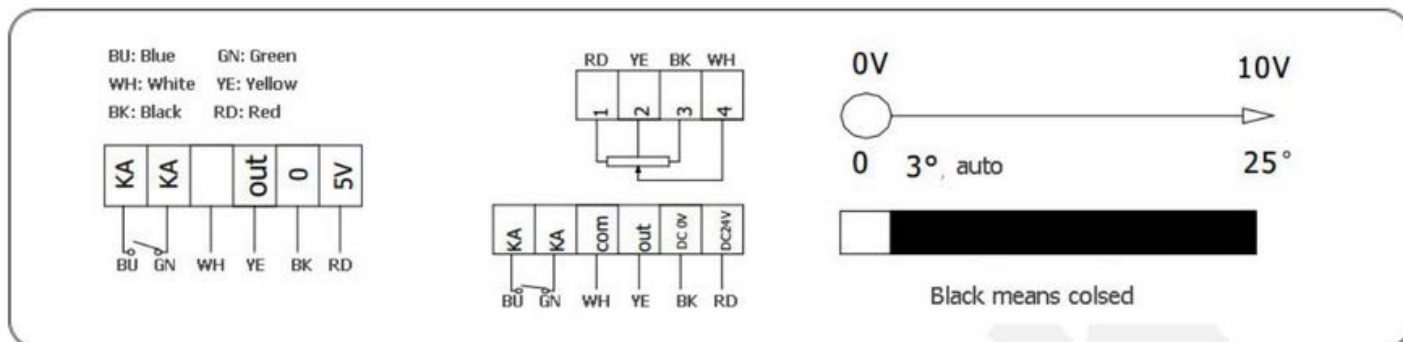 BU: Blue GN: Green
WH: White YE: Yellow
BK: Black RD: Red
KA KA out 0 5V
BU GN WH YE BK RD
RD YE BK WH
1 2 3 4
KA KA com out DC 0V DC24V
BU GN WH YE BK RD
0V 10V
0 3°, auto 25°
Black means colsed